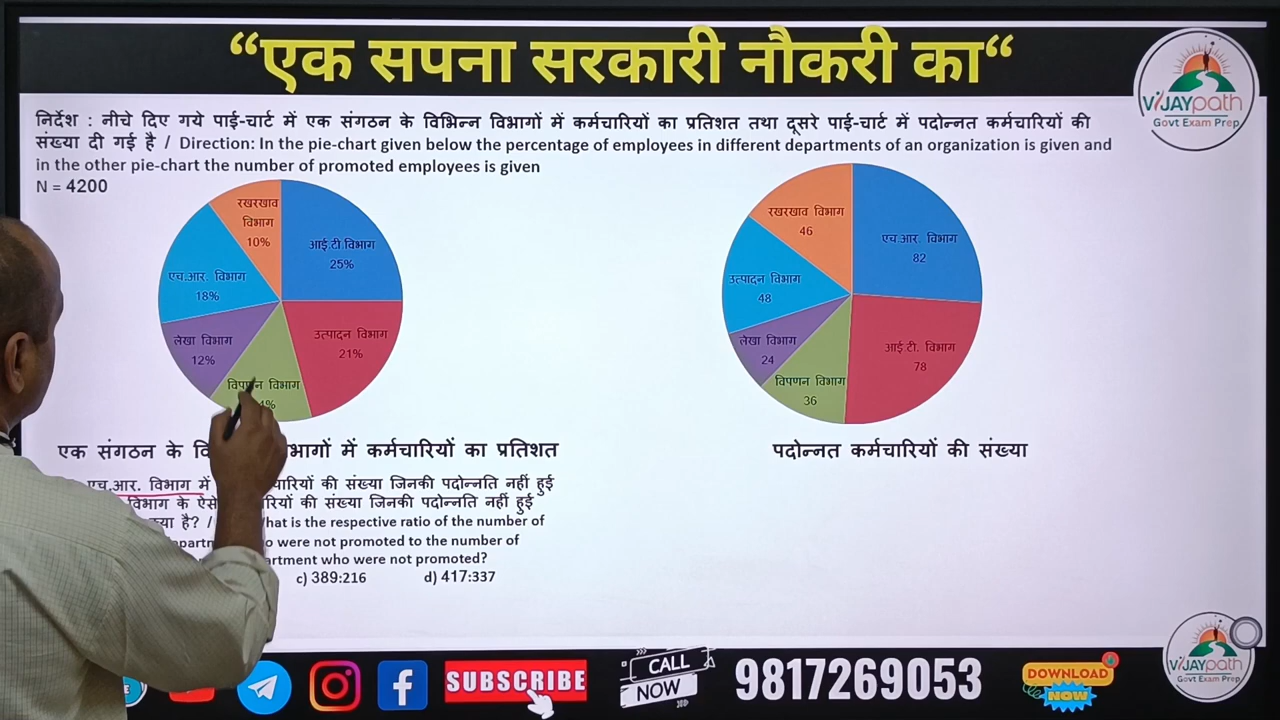 “एक सपना सरकारी नौकरी का“
VIJAYpath
Govt Exam Prep
निर्देश : नीचे दिए गये पाई-चार्ट में एक संगठन के विभिन्न विभागों में कर्मचारियों का प्रतिशत तथा दूसरे पाई-चार्ट में पदोन्नत कर्मचारियों की
संख्या दी गई है / Direction: In the pie-chart given below the percentage of employees in different departments of an organization is given and
in the other pie-chart the number of promoted employees is given
N = 4200
रखरखाव
विभाग
10%
आई.टी.विभाग
25%
एच.आर. विभाग
18%
उत्पादन विभाग
21%
लेखा विभाग
12%
विपणन विभाग
4%
रखरखाव विभाग
46
एच.आर. विभाग
82
उत्पादन विभाग
48
लेखा विभाग
24
आई.टी. विभाग
78
विपणन विभाग
36
एक संगठन के वि भागों में कर्मचारियों का प्रतिशत
पदोन्नत कर्मचारियों की संख्या
एच.आर. विभाग में चारियों की संख्या जिनकी पदोन्नति नहीं हुई
विभाग के ऐसे रियों की संख्या जिनकी पदोन्नति नहीं हुई
क्या है? / hat is the respective ratio of the number of
o were not promoted to the number of
artment who were not promoted?
c) 389:216 d) 417:337
SUBSCRIBE
CALL
NOW
9817269053
DOWNLOAD
NOW
VIJAYpath
Govt Exam Prep